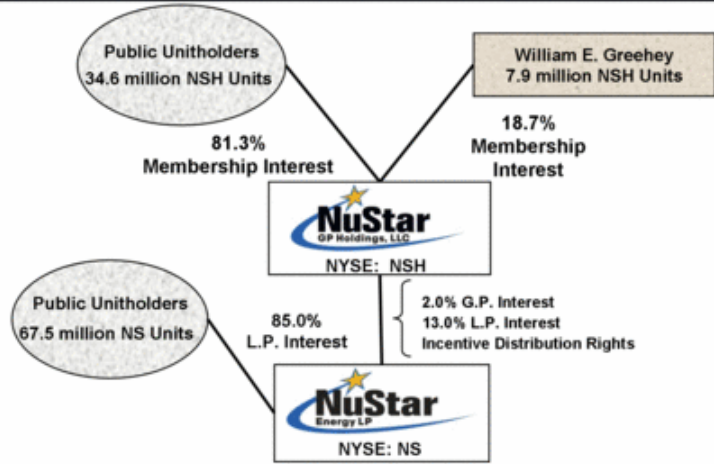 Public Unitholders
34.6 million NSH Units
William E. Greehey
7.9 million NSH Units
81.3%
Membership Interest
18.7%
Membership
Interest
NuStar
GP Holdings, LLC
NYSE: NSH
Public Unitholders
67.5 million NS Units
85.0%
L.P. Interest
2.0% G.P. Interest
13.0% L.P. Interest
Incentive Distribution Rights
NuStar
Energy LP
NYSE: NS